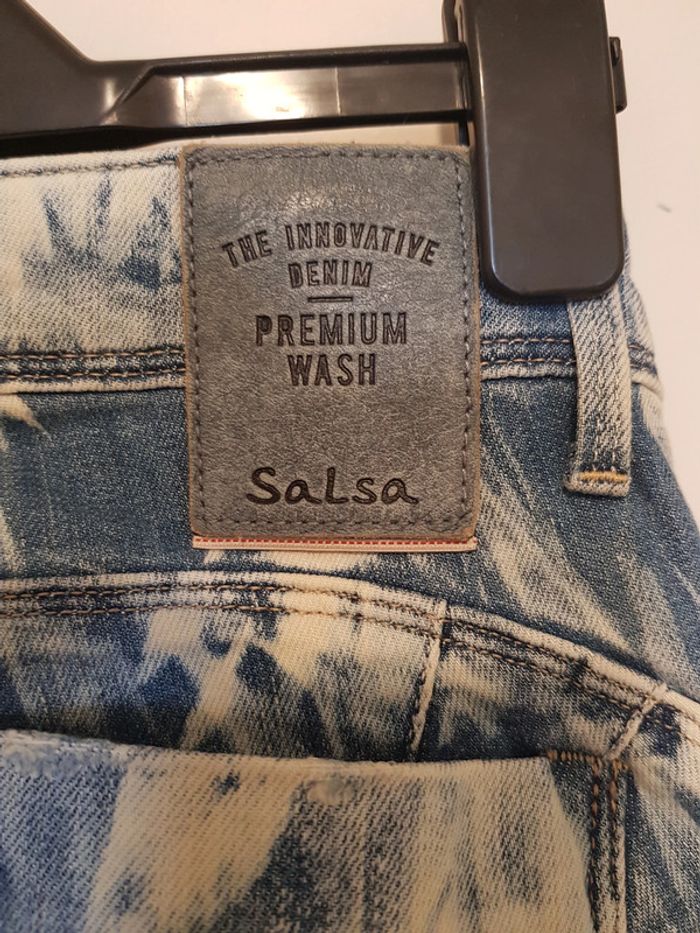 THE INNOVATIVE
DENIM
PREMIUM
WASH
Salsa